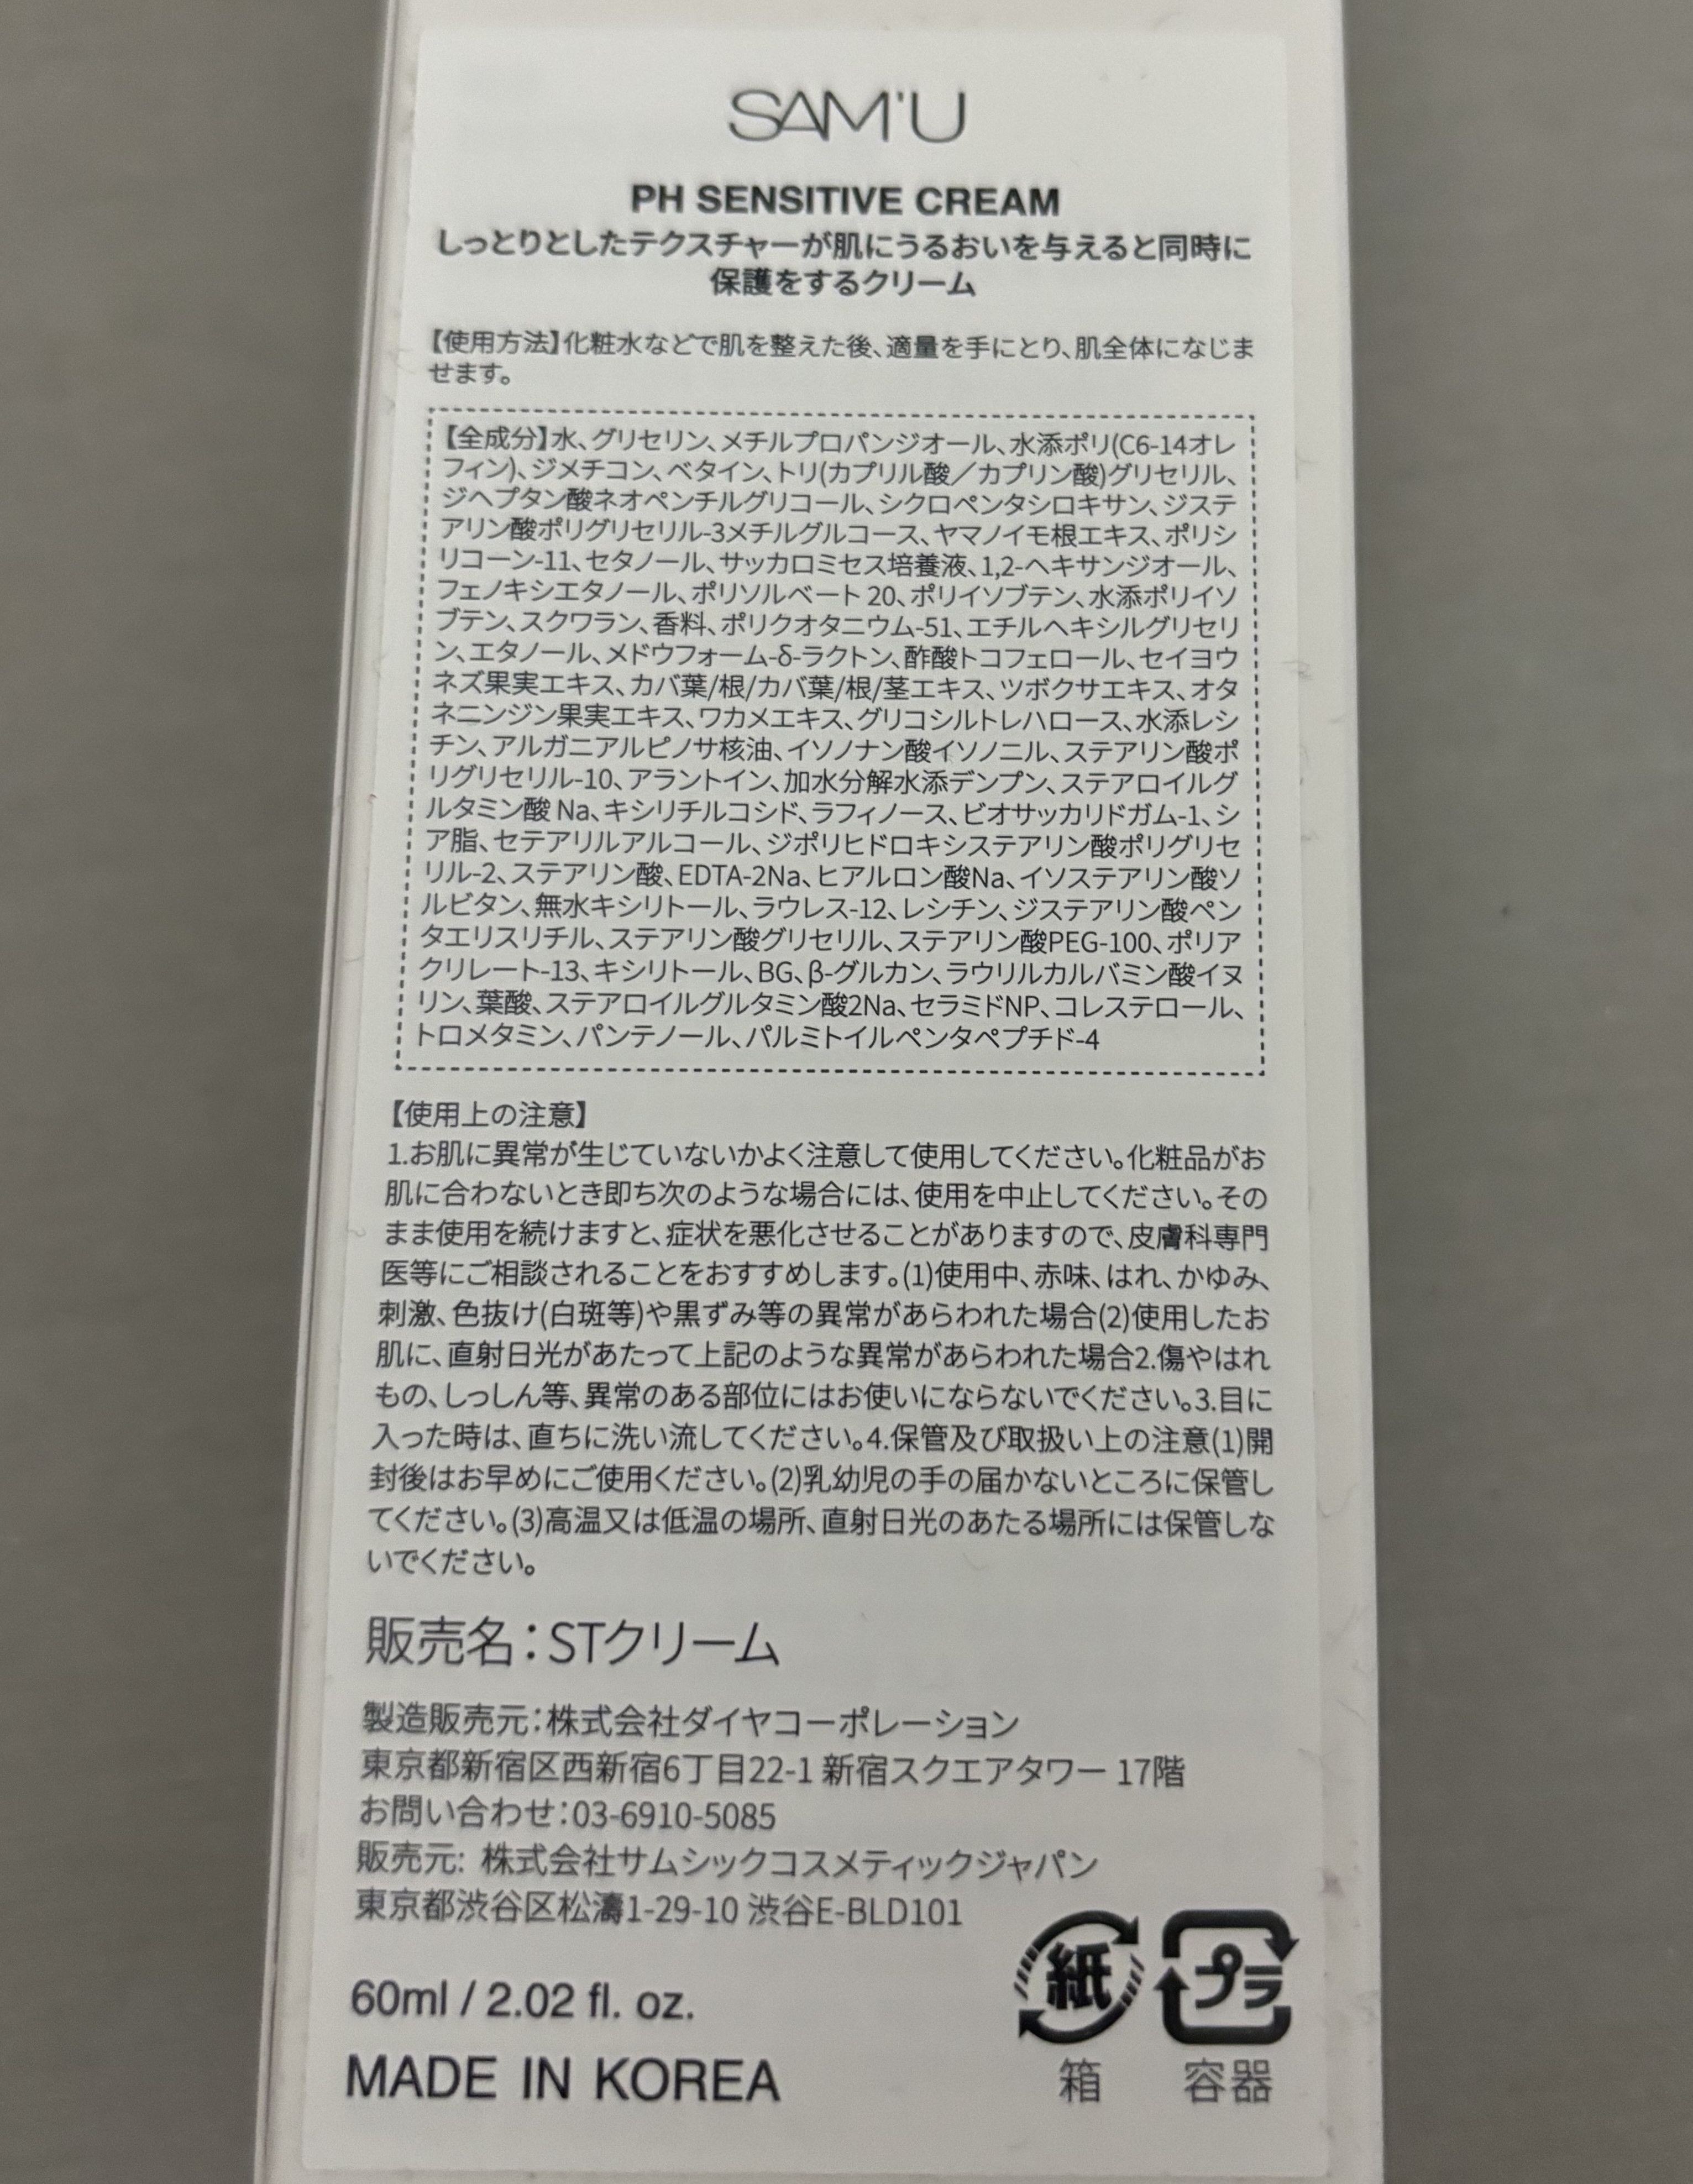 SAM'U
PH SENSITIVE CREAM
しっとりとしたテクスチャーが肌にうるおいを与えると同時に
保護をするクリーム
【使用方法】化粧水などで肌を整えた後、適量を手にとり、肌全体になじま
せます。
【全成分】水、グリセリン、メチルプロパンジオール、水添ポリ(C6-14オレ
フィン)、ジメチコン、ベタイン、トリ(カプリル酸／カプリン酸)グリセリル、
ジヘプタン酸ネオペンチルグリコール、シクロペンタシロキサン、ジステ
アリン酸ポリグリセリル-3メチルグルコース、ヤマノイモ根エキス、ポリシ
リコーン-11、セタノール、サッカロミセス培養液、1,2-ヘキサンジオール、
フェノキシエタノール、ポリソルベート 20、ポリイソブテン、水添ポリイソ
ブテン、スクワラン、香料、ポリクオタニウム-51、エチルヘキシルグリセリ
ン、エタノール、メドウフォーム-δ-ラクトン、酢酸トコフェロール、セイヨウ
ネズ果実エキス、カバ葉/根/カバ葉/根/茎エキス、ツボクサエキス、オタ
ネニンジン果実エキス、ワカメエキス、グリコシルトレハロース、水添レシ
チン、アルガニアルピノサ核油、イソノナン酸イソノニル、ステアリン酸ポ
リグリセリル-10、アラントイン、加水分解水添デンプン、ステアロイルグ
ルタミン酸 Na、キシリチルコシド、ラフィノース、ビオサッカリドガム-1、シ
ア脂、セテアリルアルコール、ジポリヒドロキシステアリン酸ポリグリセ
リル-2、ステアリン酸、EDTA-2Na、ヒアルロン酸Na、イソステアリン酸ソ
ルビタン、無水キシリトール、ラウレス-12、レシチン、ジステアリン酸ペン
タエリスリチル、ステアリン酸グリセリル、ステアリン酸PEG-100、ポリア
クリレート-13、キシリトール、BG、β-グルカン、ラウリルカルバミン酸イヌ
リン、葉酸、ステアロイルグルタミン酸2Na、セラミドNP、コレステロール、
トロメタミン、パンテノール、パルミトイルペンタペプチド-4
【使用上の注意】
1.お肌に異常が生じていないかよく注意して使用してください。化粧品がお
肌に合わないとき即ち次のような場合には、使用を中止してください。その
まま使用を続けますと、症状を悪化させることがありますので、皮膚科専門
医等にご相談されることをおすすめします。(1)使用中、赤味、はれ、かゆみ、
刺激、色抜け(白斑等)や黒ずみ等の異常があらわれた場合(2)使用したお
肌に、直射日光があたって上記のような異常があらわれた場合2.傷やはれ
もの、しっしん等、異常のある部位にはお使いにならないでください。3.目に
入った時は、直ちに洗い流してください。4.保管及び取扱い上の注意(1)開
封後はお早めにご使用ください。(2)乳幼児の手の届かないところに保管し
てください。(3)高温又は低温の場所、直射日光のあたる場所には保管しな
いでください。
販売名：STクリーム
製造販売元：株式会社ダイヤコーポレーション
東京都新宿区西新宿6丁目22-1 新宿スクエアタワー 17階
お問い合わせ：03-6910-5085
販売元: 株式会社サムシックコスメティックジャパン
東京都渋谷区松濤1-29-10 渋谷E-BLD101
60ml / 2.02 fl. oz.
MADE IN KOREA
紙 プラ
箱 容器